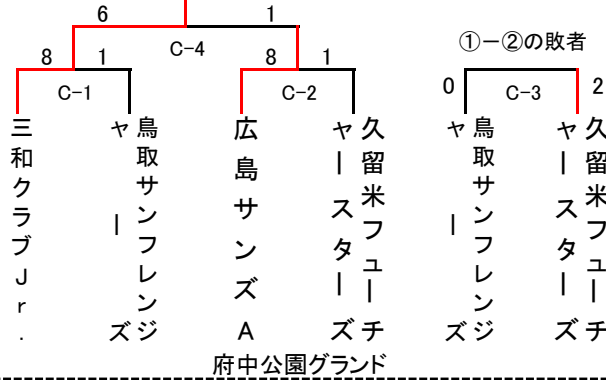 6 1
C-4
①－②の敗者
8 1
8 1
0 2
C-1
C-2
C-3
三和クラブJr.
鳥取サンフレンジャーズ
広島サンズA
久留米フューチャースターズ
鳥取サンフレンジャーズ
久留米フューチャースターズ
府中公園グランド